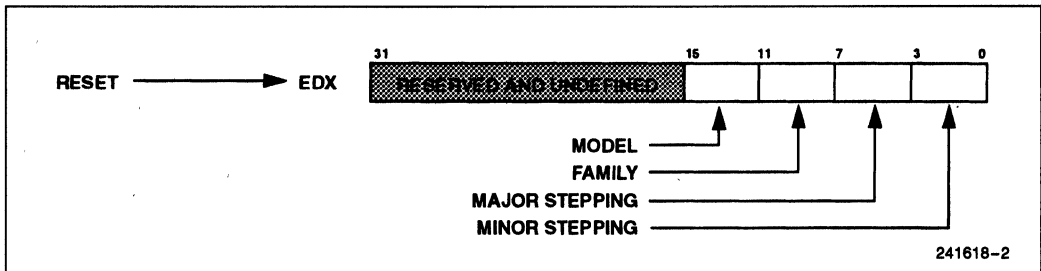 31 15 11 7 3 0
RESET EDX RESERVED AND UNDEFINED
MODEL
FAMILY
MAJOR STEPPING
MINOR STEPPING
241618-2